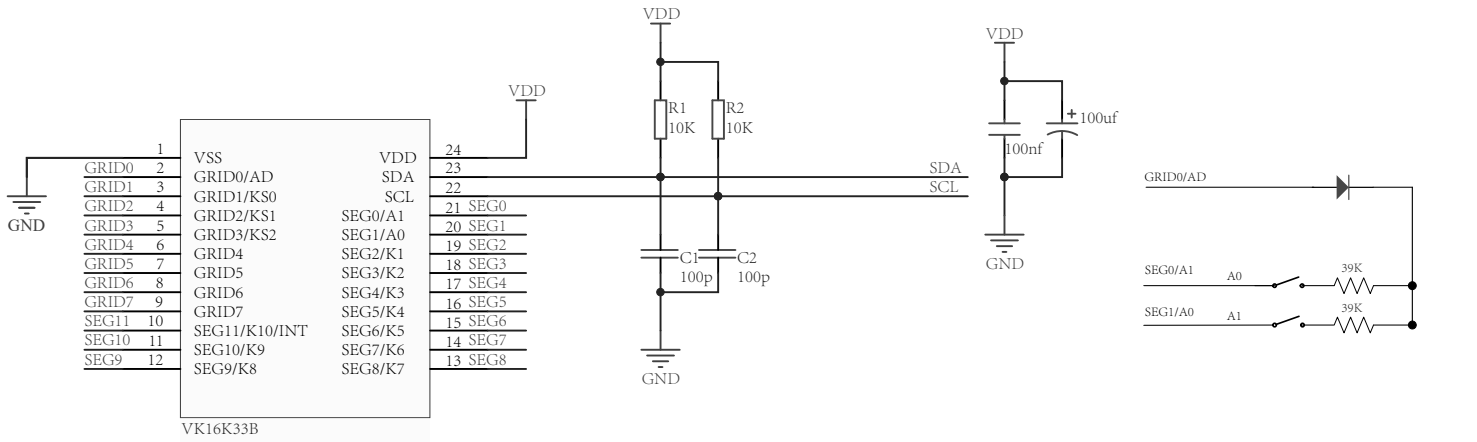 VDD
VDD
VDD
R1
10K
R2
10K
+
100uf
100nf
GND
1
VSS
VDD
24
GND
GRID0
2
GRID0/AD
SDA
23
SDA
GRID1
3
GRID1/KS0
SCL
22
SCL
GRID2
4
GRID2/KS1
SEG0/A1
21
SEG0
GRID3
5
GRID3/KS2
SEG1/A0
20
SEG1
GRID4
6
GRID4
SEG2/K1
19
SEG2
GRID5
7
GRID5
SEG3/K2
18
SEG3
GRID6
8
GRID6
SEG4/K3
17
SEG4
GRID7
9
GRID7
SEG5/K4
16
SEG5
SEG11
10
SEG11/K10/INT
SEG6/K5
15
SEG6
SEG10
11
SEG10/K9
SEG7/K6
14
SEG7
SEG9
12
SEG9/K8
SEG8/K7
13
SEG8
VK16K33B
C1
100p
C2
100p
GND
GRID0/AD
SEG0/A1
A0
39K
SEG1/A0
A1
39K